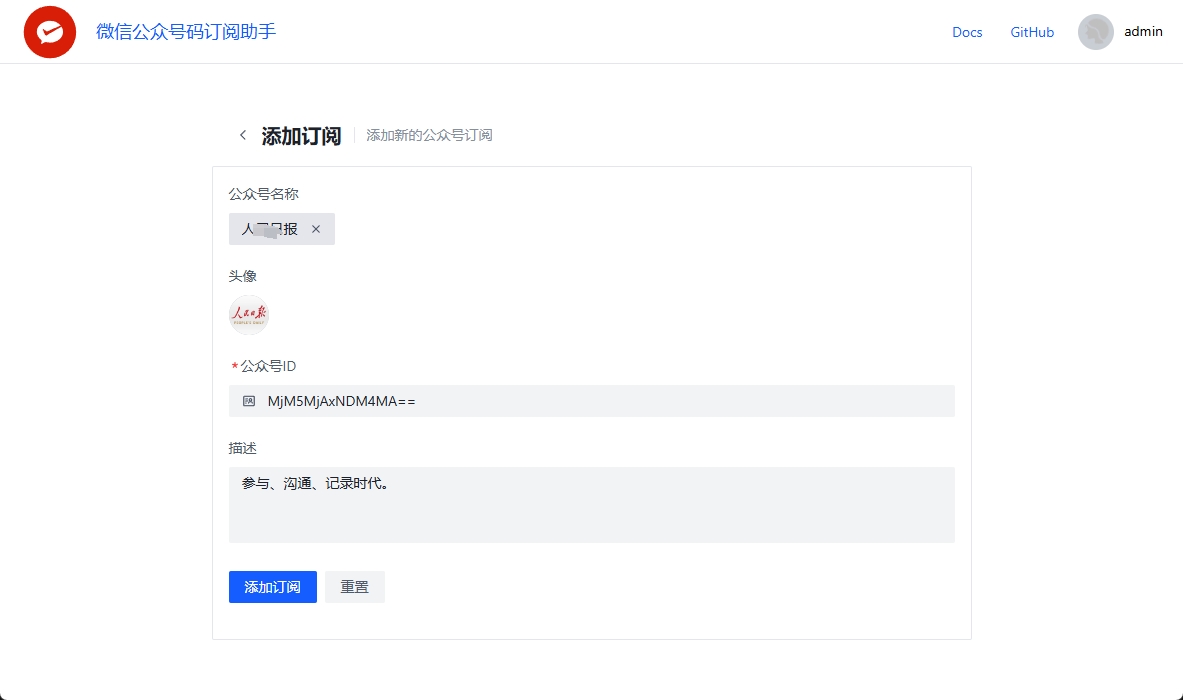 微信公众号码订阅助手
Docs
GitHub
admin
添加订阅
添加新的公众号订阅
公众号名称
头像
人民日报
PEOPLE'S DAILY
*公众号ID
MjM5MjAxNDM4MA==
描述
参与、沟通、记录时代。
添加订阅
重置